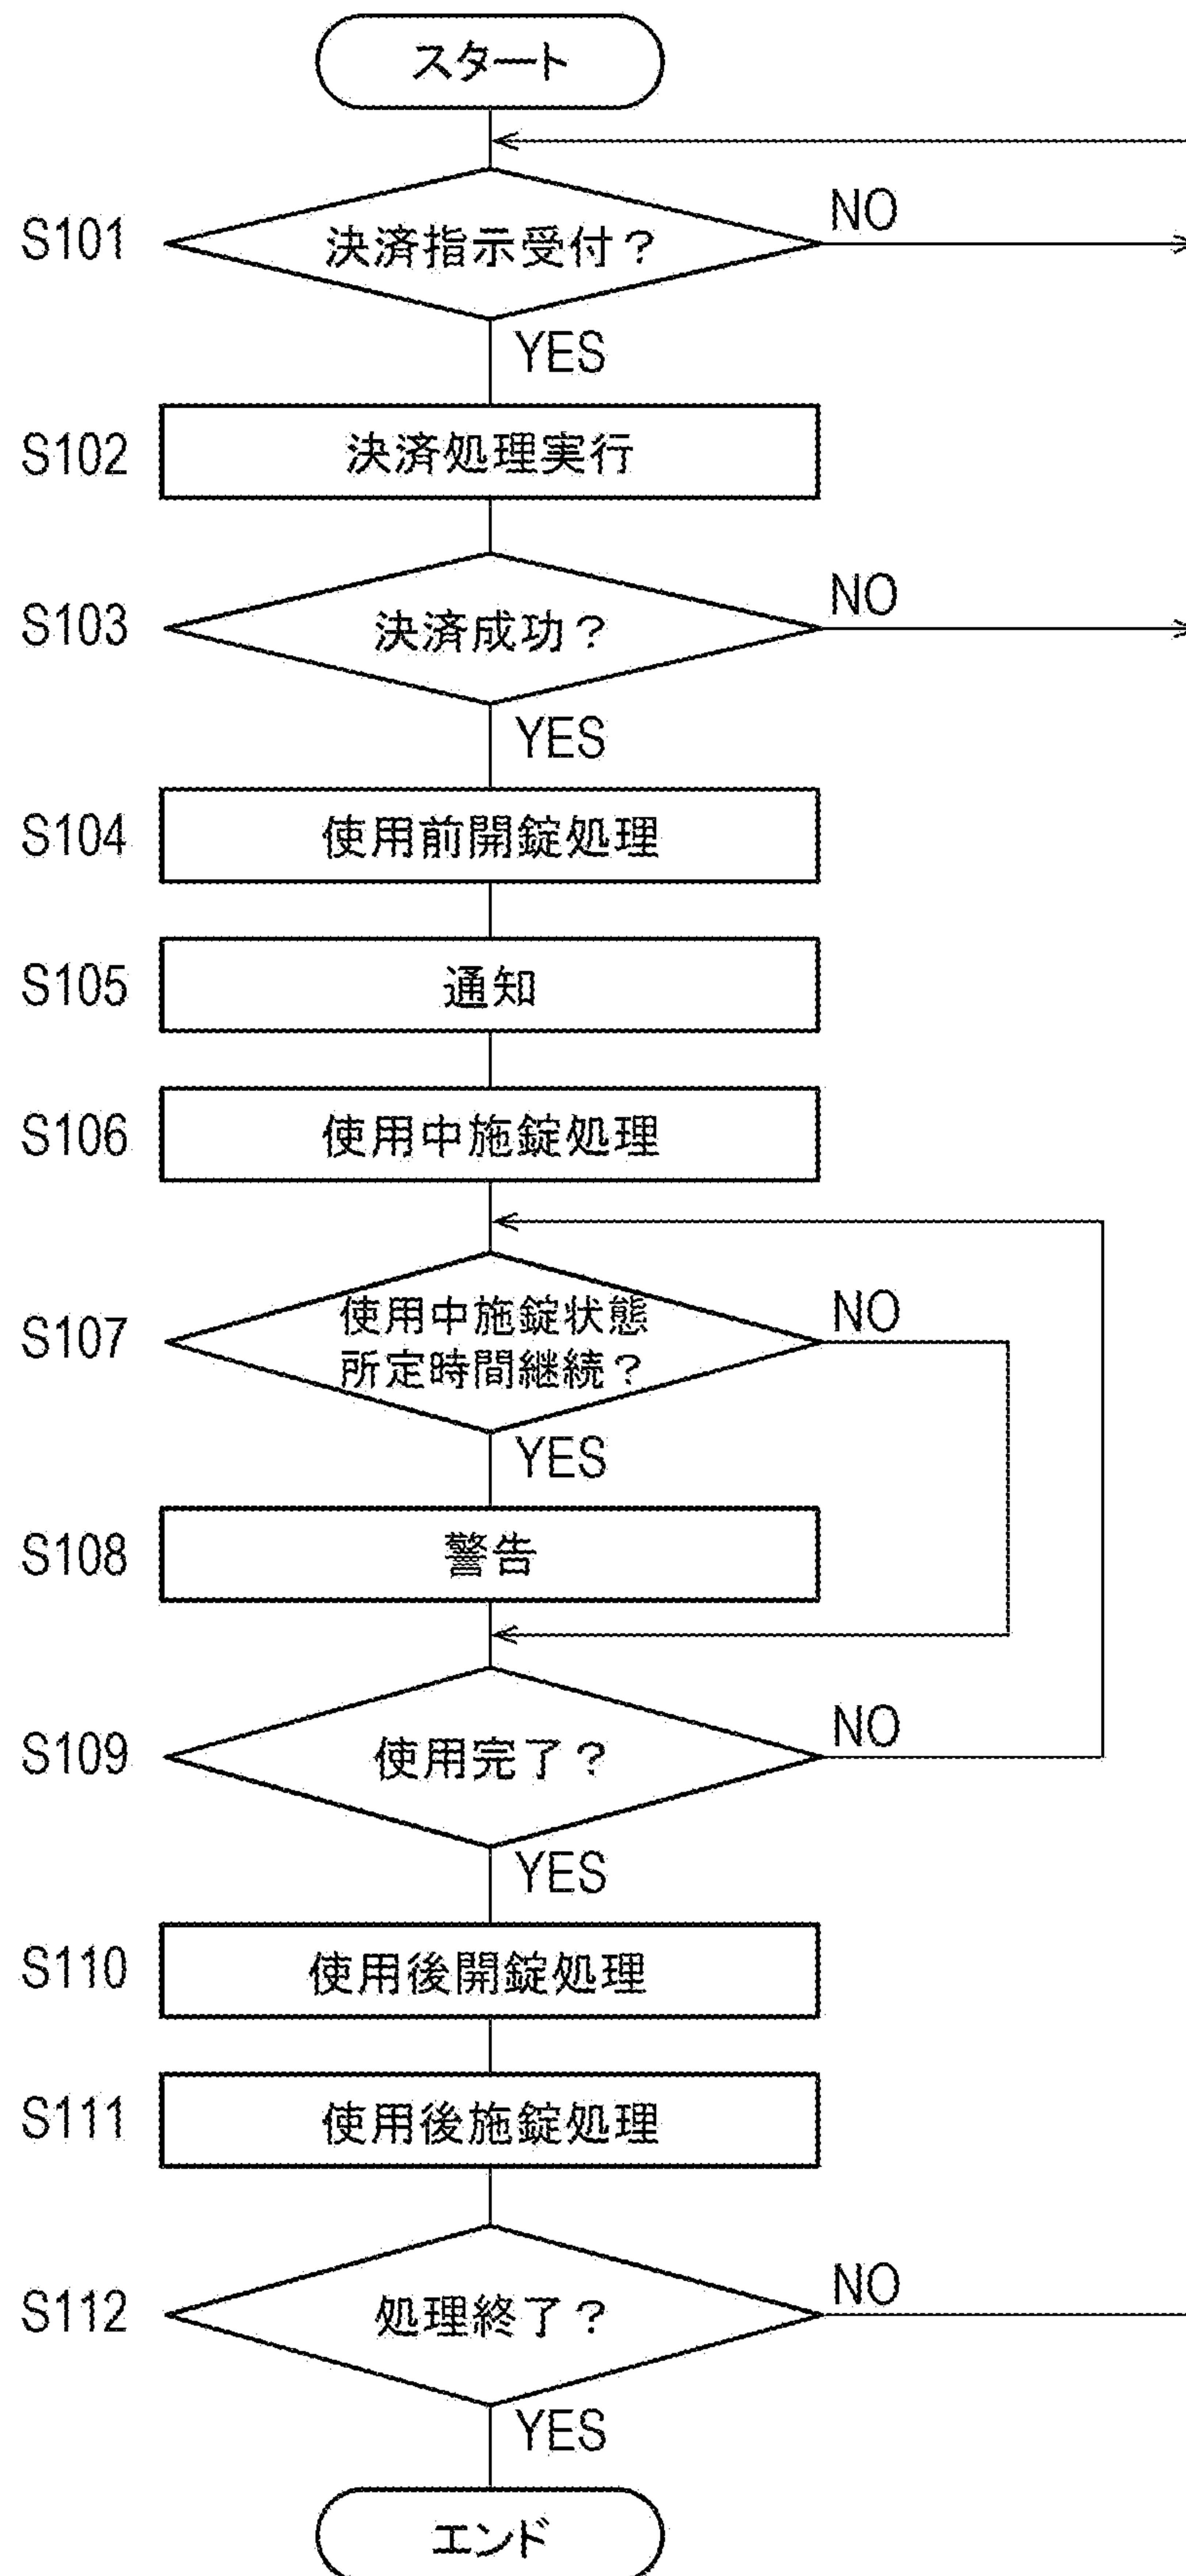 スタート
S101
決済指示受付？
NO
YES
S102
決済処理実行
S103
決済成功？
NO
YES
S104
使用前開錠処理
S105
通知
S106
使用中施錠処理
S107
使用中施錠状態
所定時間継続？
NO
YES
S108
警告
S109
使用完了？
NO
YES
S110
使用後開錠処理
S111
使用後施錠処理
S112
処理終了？
NO
YES
エンド